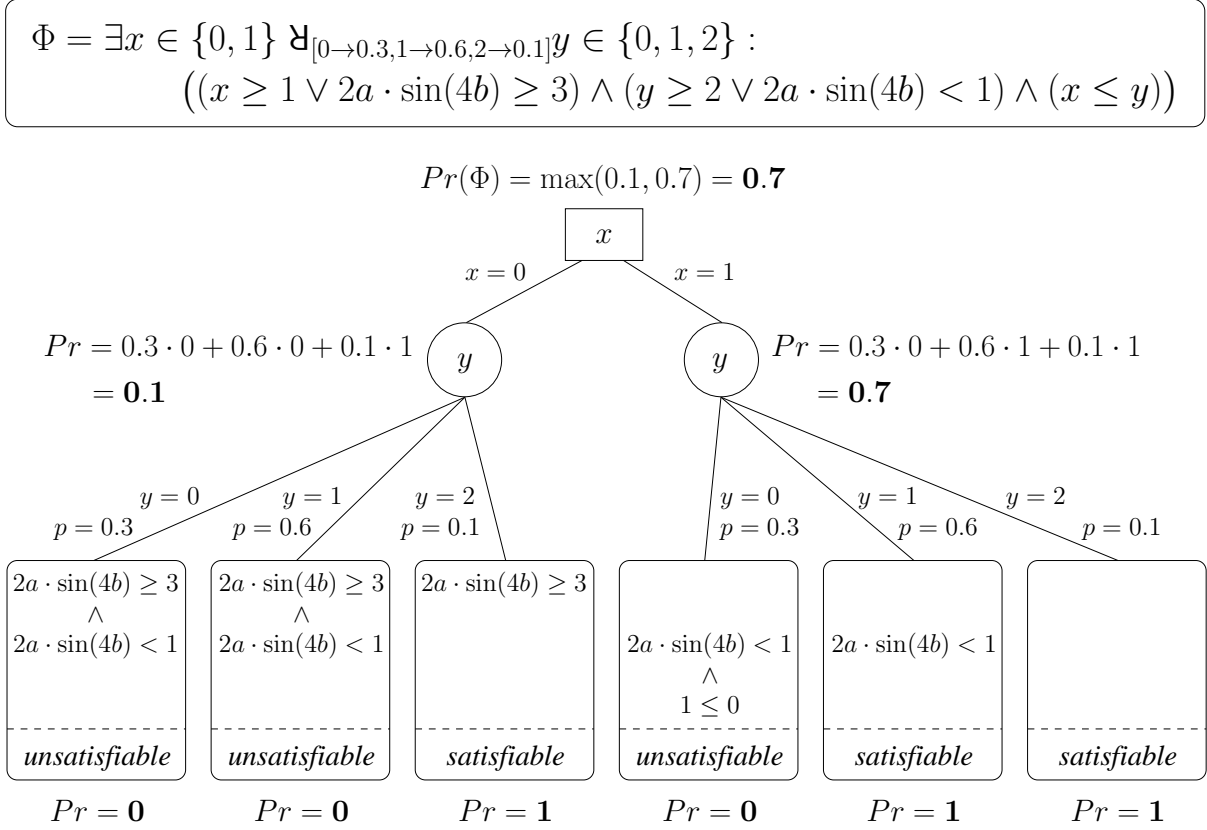 Φ = ∃x ∈ {0, 1} ꓤ[0→0.3,1→0.6,2→0.1]y ∈ {0, 1, 2} :
((x ≥ 1 ∨ 2a · sin(4b) ≥ 3) ∧ (y ≥ 2 ∨ 2a · sin(4b) < 1) ∧ (x ≤ y))
Pr(Φ) = max(0.1, 0.7) = 0.7
x
x = 0
x = 1
Pr = 0.3 · 0 + 0.6 · 0 + 0.1 · 1
= 0.1
y
y
Pr = 0.3 · 0 + 0.6 · 1 + 0.1 · 1
= 0.7
y = 0
p = 0.3
y = 1
p = 0.6
y = 2
p = 0.1
y = 0
p = 0.3
y = 1
p = 0.6
y = 2
p = 0.1
2a · sin(4b) ≥ 3
∧
2a · sin(4b) < 1
unsatisfiable
Pr = 0
2a · sin(4b) ≥ 3
∧
2a · sin(4b) < 1
unsatisfiable
Pr = 0
2a · sin(4b) ≥ 3
satisfiable
Pr = 1
2a · sin(4b) < 1
∧
1 ≤ 0
unsatisfiable
Pr = 0
2a · sin(4b) < 1
satisfiable
Pr = 1
satisfiable
Pr = 1